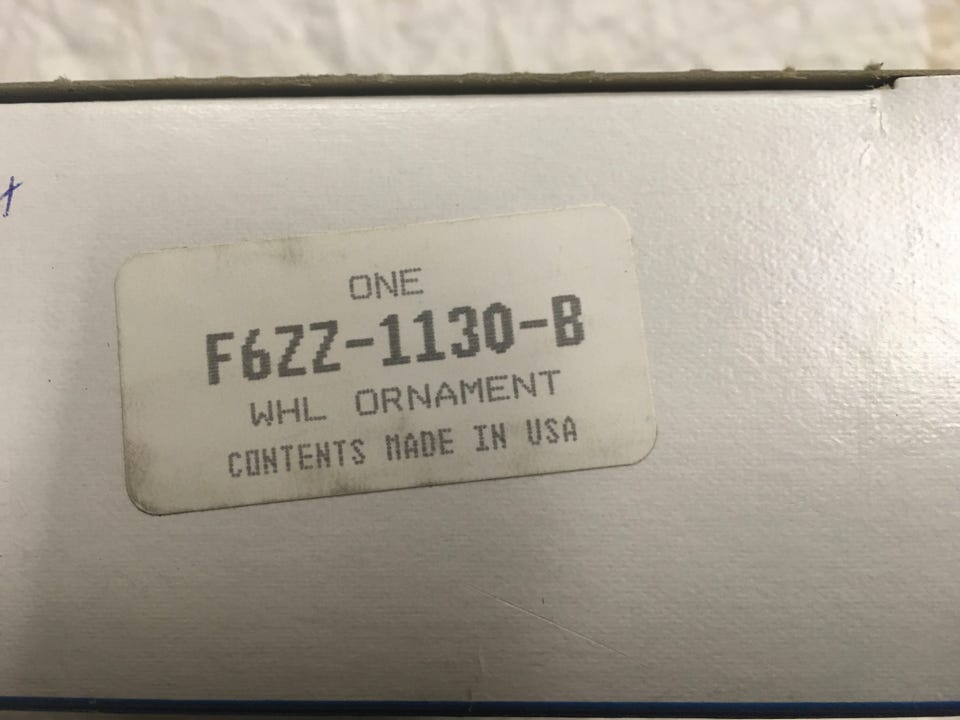 ONE
F6ZZ-1130-B
WHL ORNAMENT
CONTENTS MADE IN USA